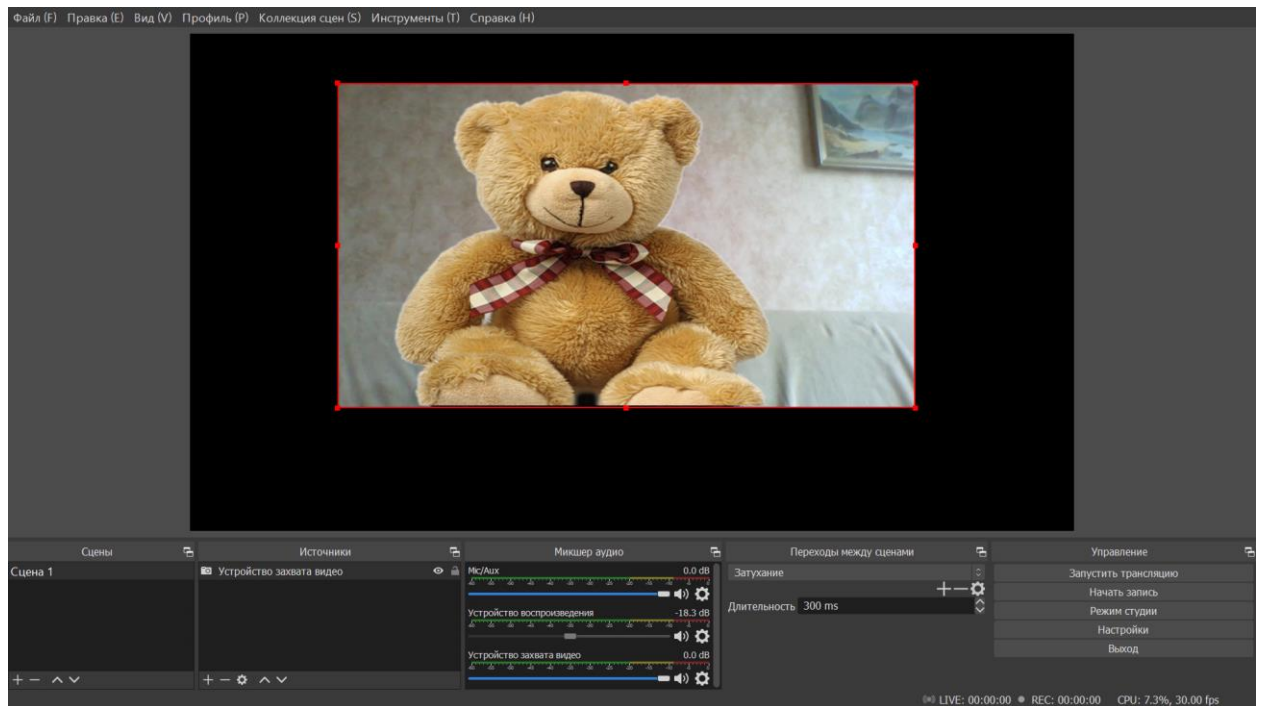 Файл (F) Правка (E) Вид (V) Профиль (P) Коллекция сцен (S) Инструменты (T) Справка (H)
Сцены
Сцена 1
Источники
Устройство захвата видео
Микшер аудио
Mic/Aux 0.0 dB
Устройство воспроизведения -18.3 dB
Устройство захвата видео 0.0 dB
Переходы между сценами
Затухание
Длительность 300 ms
Управление
Запустить трансляцию
Начать запись
Режим студии
Настройки
Выход
LIVE: 00:00:00 REC: 00:00:00 CPU: 7.3%, 30.00 fps